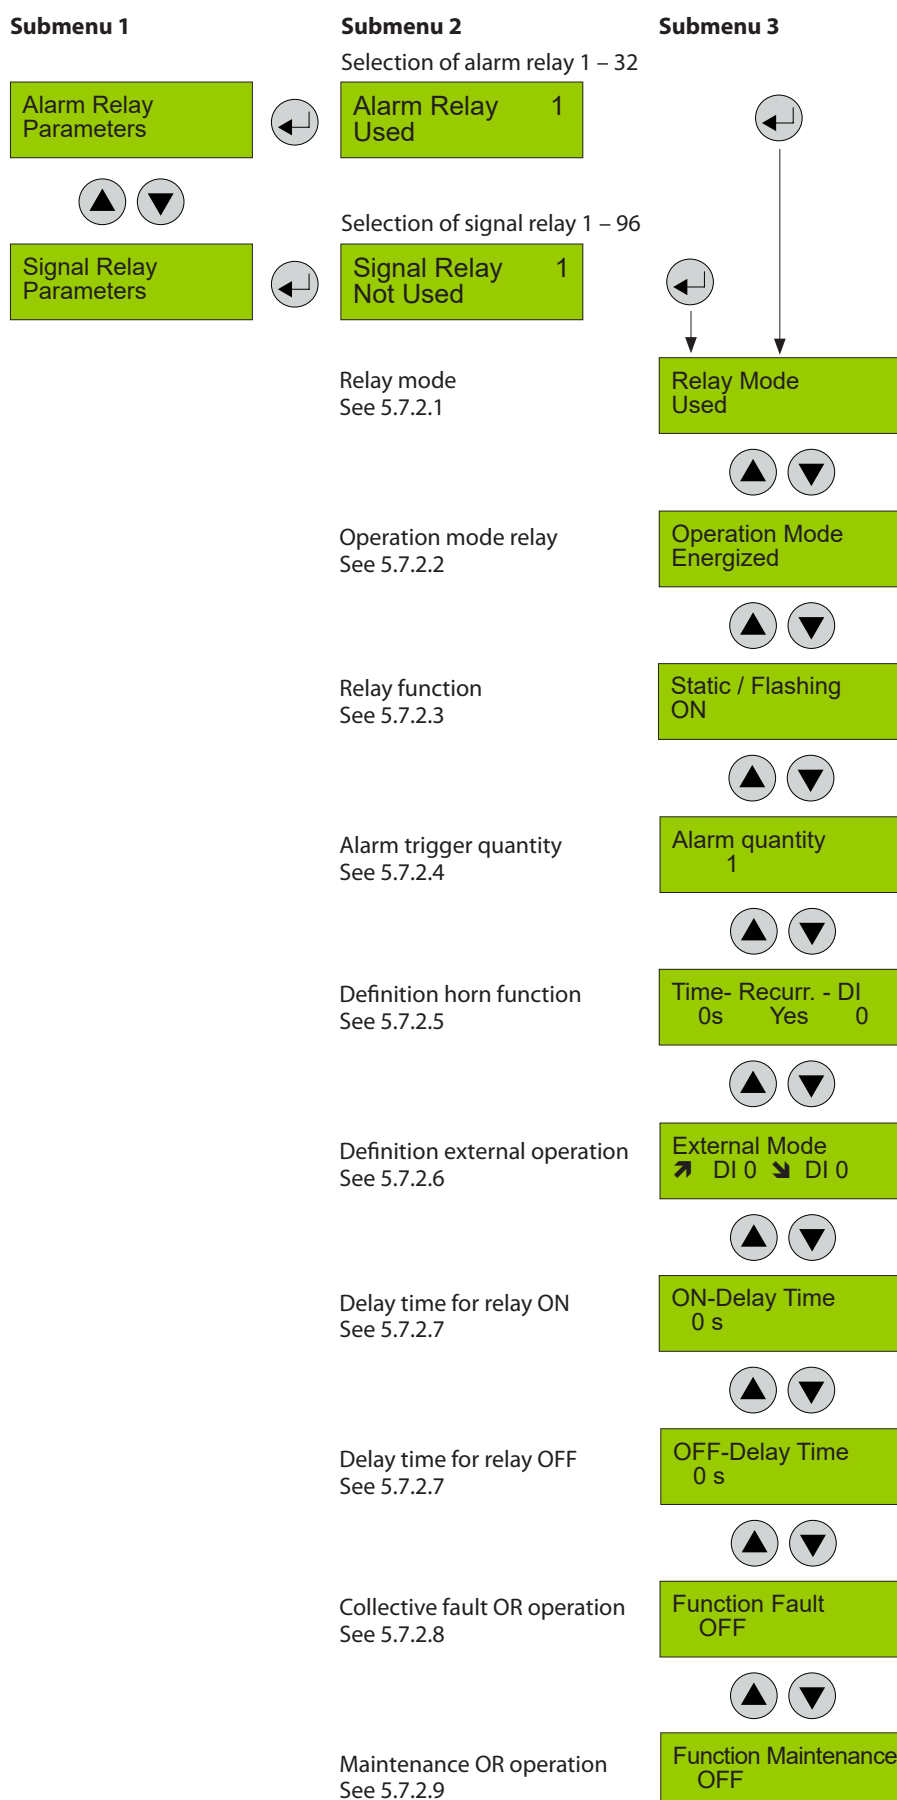 Submenu 1
Submenu 2
Submenu 3
Selection of alarm relay 1 – 32
Alarm Relay
Parameters
Alarm Relay 1
Used
Selection of signal relay 1 – 96
Signal Relay
Parameters
Signal Relay 1
Not Used
Relay mode
See 5.7.2.1
Relay Mode
Used
Operation mode relay
See 5.7.2.2
Operation Mode
Energized
Relay function
See 5.7.2.3
Static / Flashing
ON
Alarm trigger quantity
See 5.7.2.4
Alarm quantity
1
Definition horn function
See 5.7.2.5
Time- Recurr. - DI
0s Yes 0
Definition external operation
See 5.7.2.6
External Mode
↗ DI 0 ↘ DI 0
Delay time for relay ON
See 5.7.2.7
ON-Delay Time
0 s
Delay time for relay OFF
See 5.7.2.7
OFF-Delay Time
0 s
Collective fault OR operation
See 5.7.2.8
Function Fault
OFF
Maintenance OR operation
See 5.7.2.9
Function Maintenance
OFF